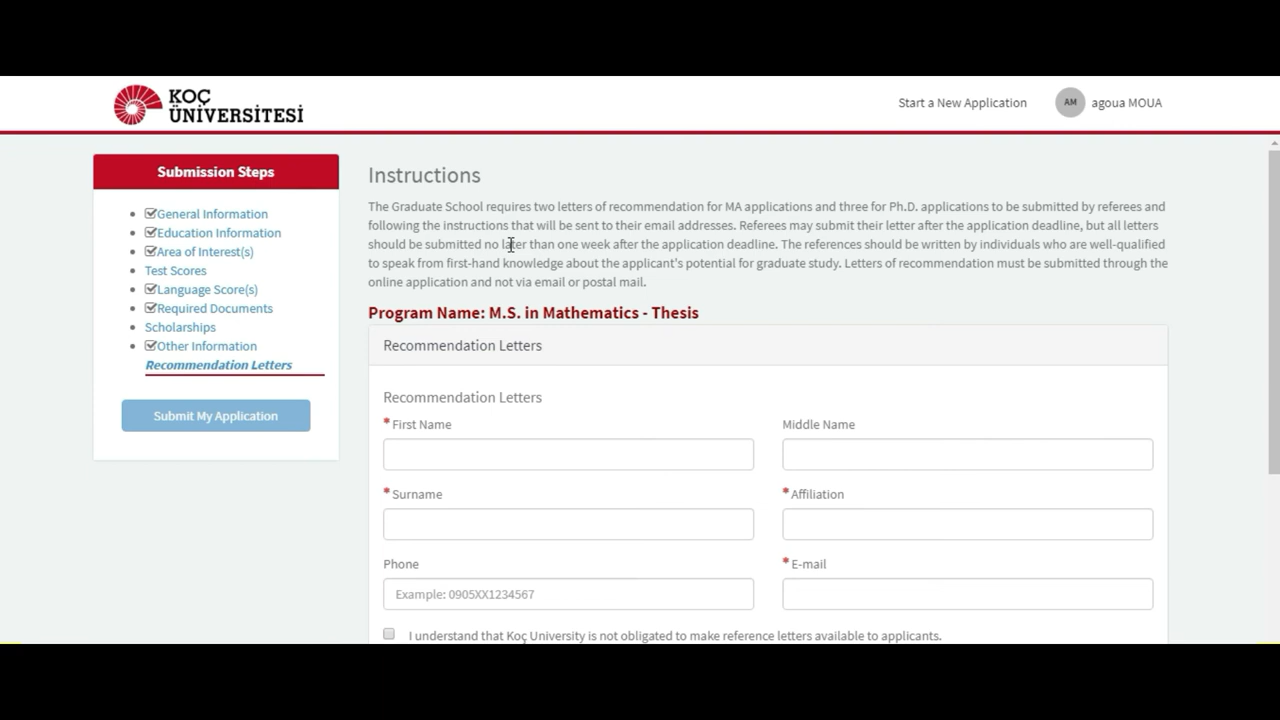 KOÇ
ÜNİVERSİTESİ
Start a New Application
AM
agoua MOUA
Submission Steps
General Information
Education Information
Area of Interest(s)
Test Scores
Language Score(s)
Required Documents
Scholarships
Other Information
Recommendation Letters
Submit My Application
Instructions
The Graduate School requires two letters of recommendation for MA applications and three for Ph.D. applications to be submitted by referees and
following the instructions that will be sent to their email addresses. Referees may submit their letter after the application deadline, but all letters
should be submitted no later than one week after the application deadline. The references should be written by individuals who are well-qualified
to speak from first-hand knowledge about the applicant's potential for graduate study. Letters of recommendation must be submitted through the
online application and not via email or postal mail.
Program Name: M.S. in Mathematics - Thesis
Recommendation Letters
Recommendation Letters
* First Name
Middle Name
* Surname
* Affiliation
Phone
* E-mail
Example: 0905XX1234567
I understand that Koç University is not obligated to make reference letters available to applicants.